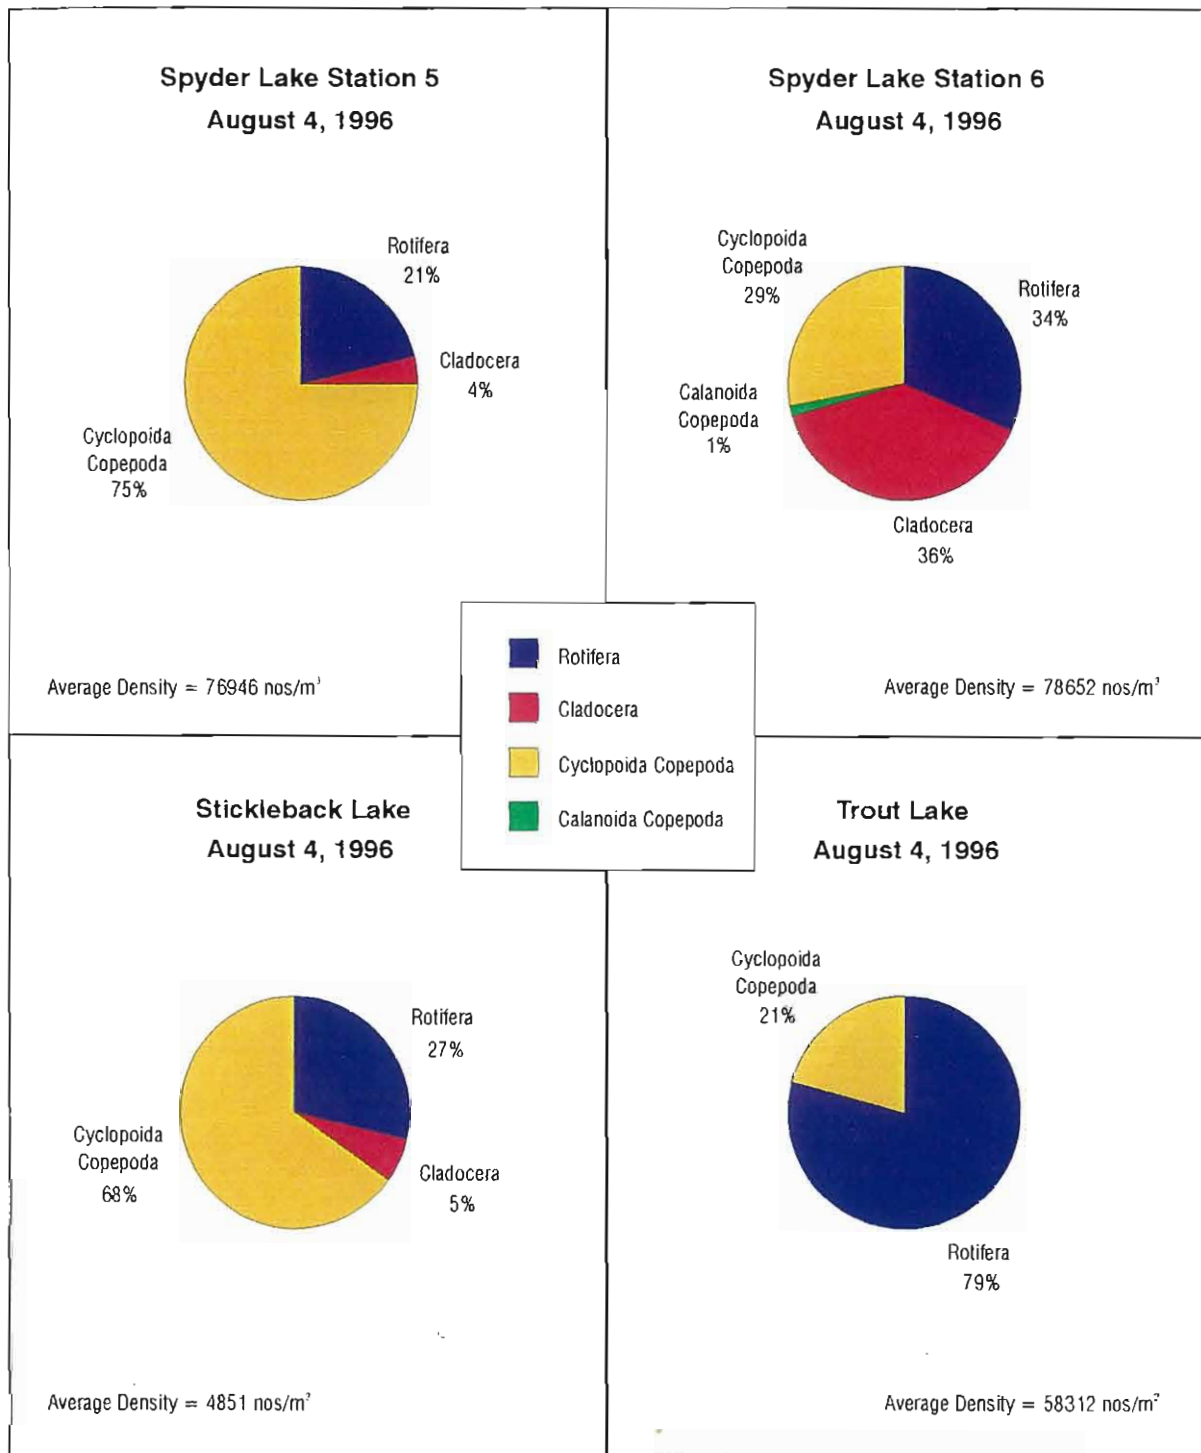 Spyder Lake Station 5
August 4, 1996
Rotifera
21%
Cladocera
4%
Cyclopoida
Copepoda
75%
Average Density = 76946 nos/m³
Spyder Lake Station 6
August 4, 1996
Cyclopoida
Copepoda
29%
Rotifera
34%
Calanoida
Copepoda
1%
Cladocera
36%
Average Density = 78652 nos/m³
Rotifera
Cladocera
Cyclopoida Copepoda
Calanoida Copepoda
Stickleback Lake
August 4, 1996
Rotifera
27%
Cyclopoida
Copepoda
68%
Cladocera
5%
Average Density = 4851 nos/m³
Trout Lake
August 4, 1996
Cyclopoida
Copepoda
21%
Rotifera
79%
Average Density = 58312 nos/m³